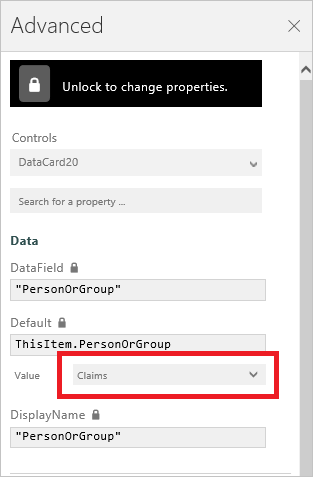 Advanced
Unlock to change properties.
Controls
DataCard20
Search for a property ...
Data
DataField
"PersonOrGroup"
Default
ThisItem.PersonOrGroup
Value Claims
DisplayName
"PersonOrGroup"